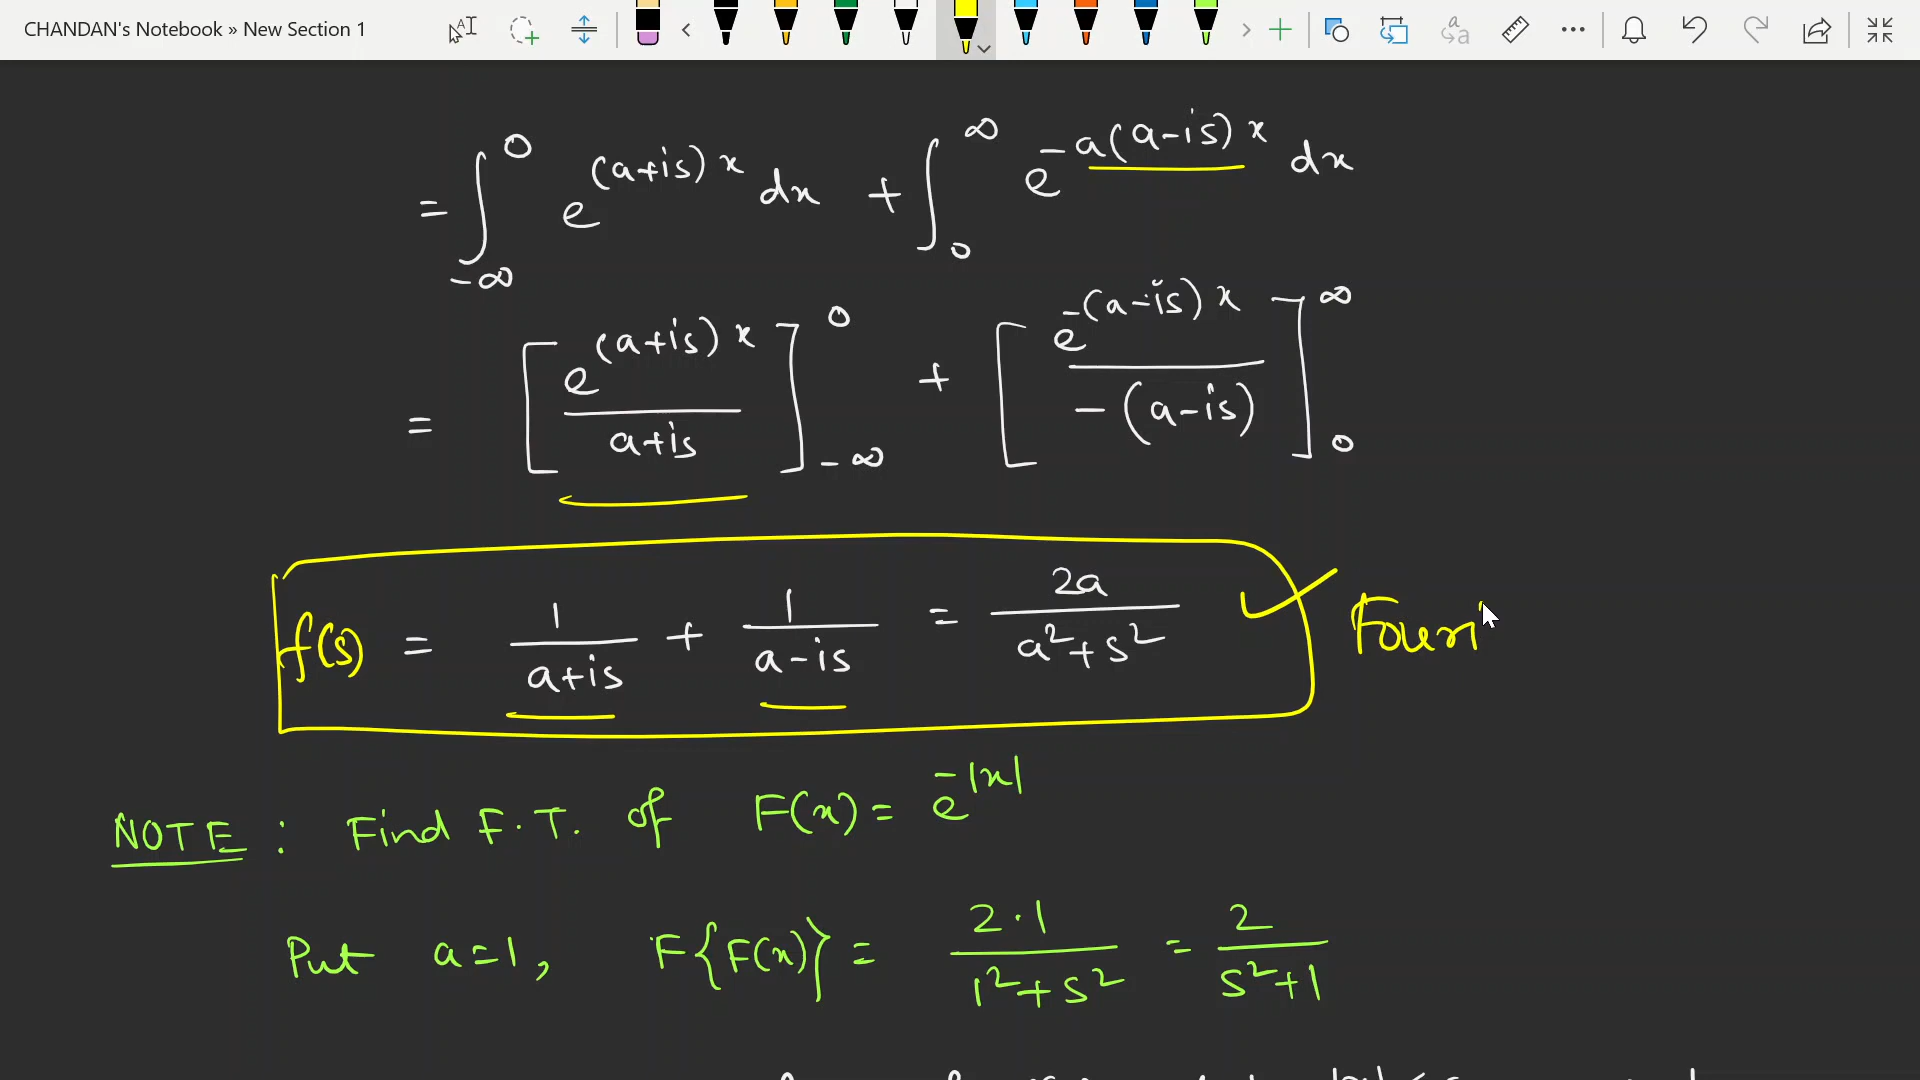 CHANDAN's Notebook » New Section 1
= ∫_{-∞}^{0} e^{(a+is)x} dx + ∫_{0}^{∞} e^{-a(a-is)x} dx
= [e^{(a+is)x} / a+is]_{-∞}^{0} + [e^{-(a-is)x} / -(a-is)]_{0}^{∞}
f(s) = 1/(a+is) + 1/(a-is) = 2a/(a²+s²) ✓ Fouri
NOTE : Find F.T. of F(x) = e^{-|x|}
Put a=1, F{F(x)} = 2·1/(1²+s²) = 2/(s²+1)